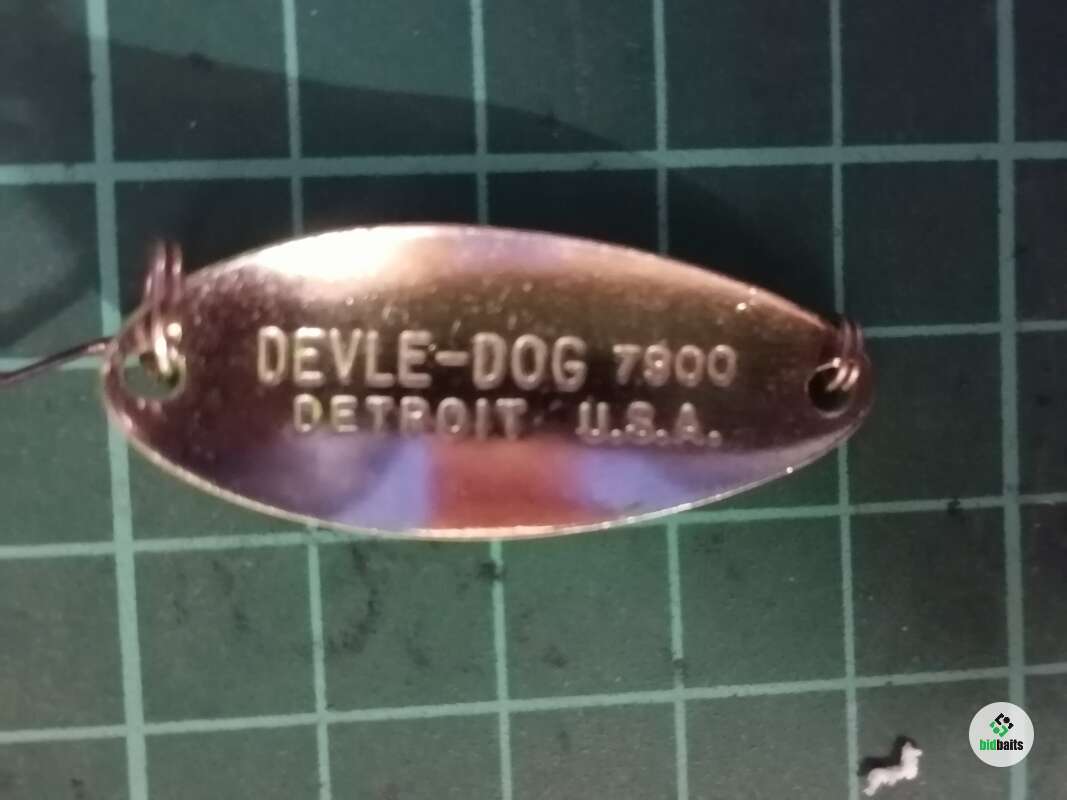 DEVLE-DOG 7900
DETROIT U.S.A.
bidbaits